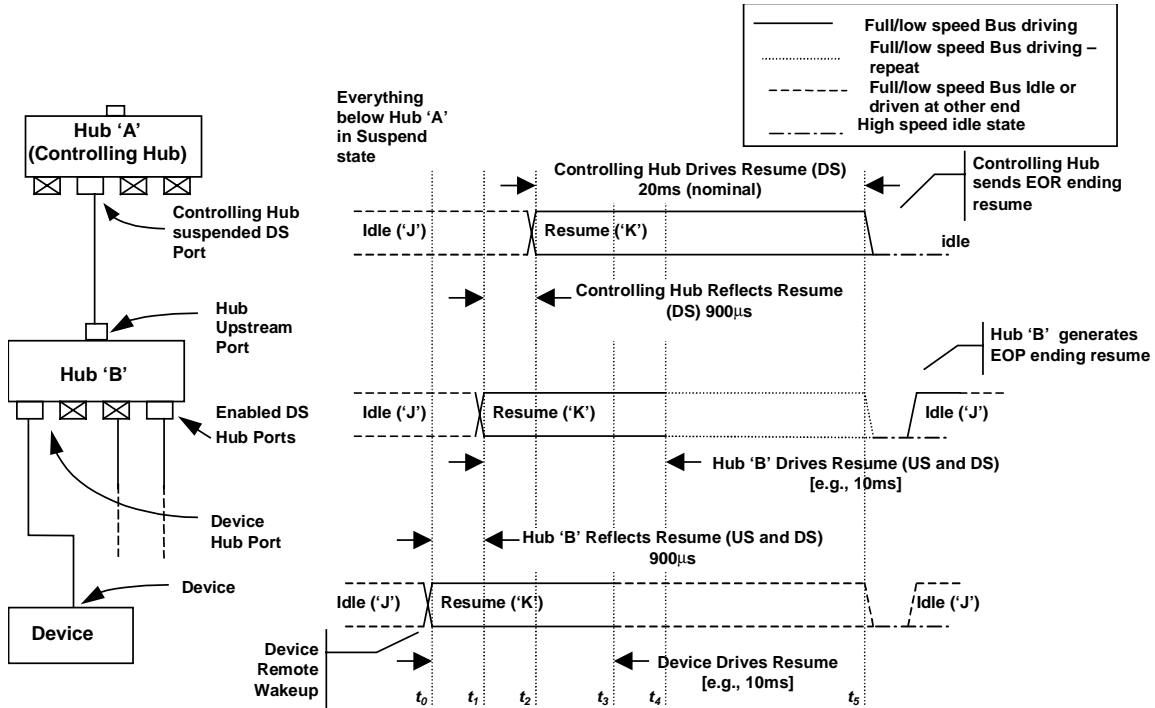 Full/low speed Bus driving
Full/low speed Bus driving –
repeat
Full/low speed Bus Idle or
driven at other end
High speed idle state
Hub ‘A’
(Controlling Hub)
Controlling Hub
suspended DS
Port
Hub
Upstream
Port
Hub ‘B’
Enabled DS
Hub Ports
Device
Hub Port
Device
Device
Everything
below Hub ‘A’
in Suspend
state
Controlling Hub Drives Resume (DS)
20ms (nominal)
Controlling Hub
sends EOR ending
resume
Idle (‘J’)
Resume (‘K’)
idle
Controlling Hub Reflects Resume
(DS) 900µs
Hub ‘B’ generates
EOP ending resume
Idle (‘J’)
Resume (‘K’)
Idle (‘J’)
Hub ‘B’ Drives Resume (US and DS)
[e.g., 10ms]
Hub ‘B’ Reflects Resume (US and DS)
900µs
Idle (‘J’)
Resume (‘K’)
Idle (‘J’)
Device
Remote
Wakeup
Device Drives Resume
[e.g., 10ms]
t0 t1 t2 t3 t4 t5